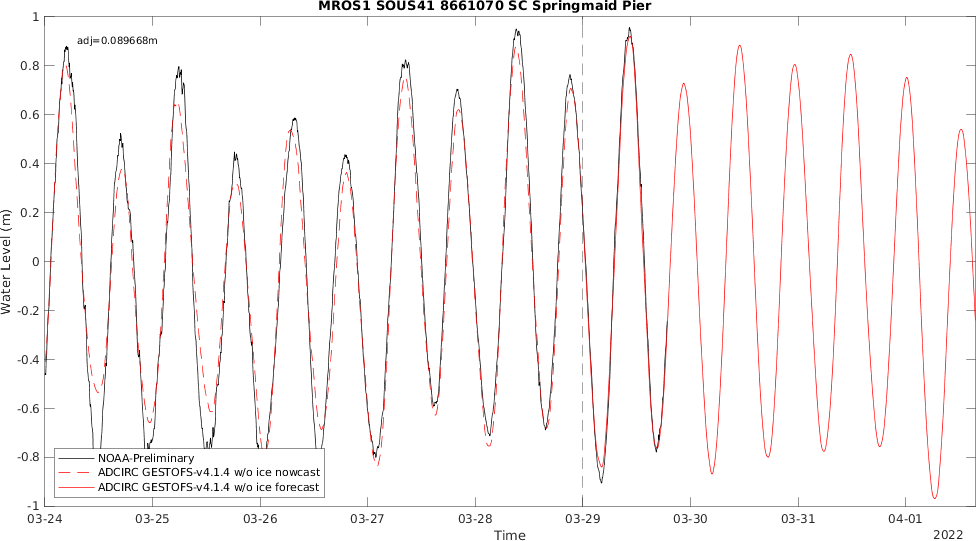 MROS1 SOUS41 8661070 SC Springmaid Pier
adj=0.089668m
1
0.8
0.6
0.4
0.2
0
-0.2
-0.4
-0.6
-0.8
-1
Water Level (m)
NOAA-Preliminary
ADCIRC GESTOFS-v4.1.4 w/o ice nowcast
ADCIRC GESTOFS-v4.1.4 w/o ice forecast
03-24 03-25 03-26 03-27 03-28 03-29 03-30 03-31 04-01
Time
2022